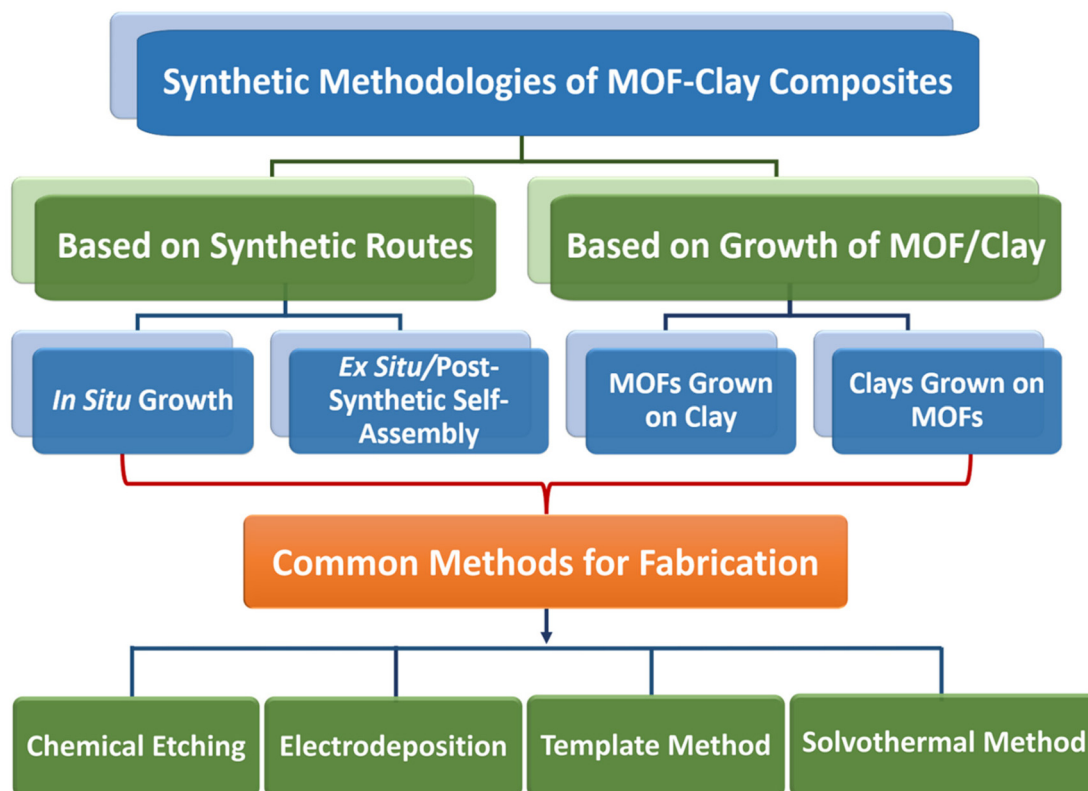 Synthetic Methodologies of MOF-Clay Composites
Based on Synthetic Routes
Based on Growth of MOF/Clay
In Situ Growth
Ex Situ/Post-
Synthetic Self-
Assembly
MOFs Grown
on Clay
Clays Grown on
MOFs
Common Methods for Fabrication
Chemical Etching
Electrodeposition
Template Method
Solvothermal Method